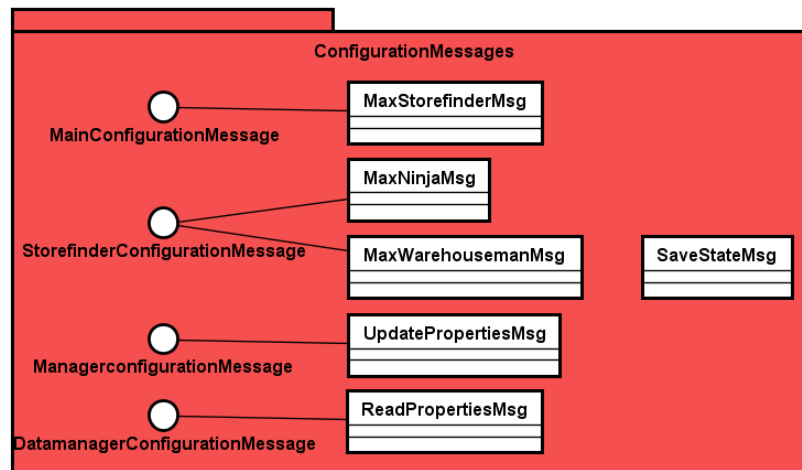 ConfigurationMessages
MaxStorefinderMsg
MainConfigurationMessage
MaxNinjaMsg
StorefinderConfigurationMessage
MaxWarehousemanMsg
SaveStateMsg
UpdatePropertiesMsg
ManagerconfigurationMessage
ReadPropertiesMsg
DatamanagerConfigurationMessage